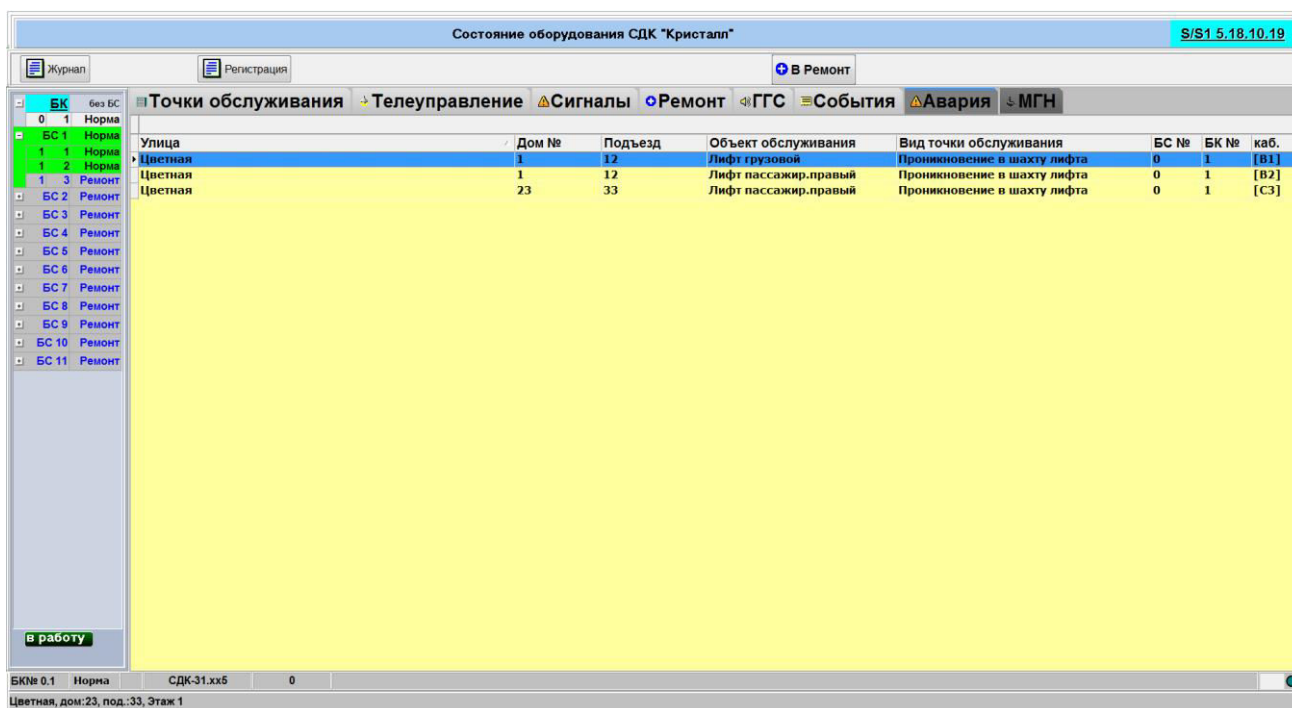 Состояние оборудования СДК "Кристалл" S/S1 5.18.10.19
Журнал Регистрация В Ремонт
БК без БС Точки обслуживания Телеуправление Сигналы Ремонт ГГС События Авария МГН
0 1 Норма
БС 1 Норма
1 1 Норма
1 2 Норма
1 3 Ремонт
БС 2 Ремонт
БС 3 Ремонт
БС 4 Ремонт
БС 5 Ремонт
БС 6 Ремонт
БС 7 Ремонт
БС 8 Ремонт
БС 9 Ремонт
БС 10 Ремонт
БС 11 Ремонт
в работу
Улица Дом № Подъезд Объект обслуживания Вид точки обслуживания БС № БК № каб.
Цветная 1 12 Лифт грузовой Проникновение в шахту лифта 0 1 [B1]
Цветная 1 12 Лифт пассажир.правый Проникновение в шахту лифта 0 1 [B2]
Цветная 23 33 Лифт пассажир.правый Проникновение в шахту лифта 0 1 [C3]
БК№ 0.1 Норма СДК-31.xx5 0
Цветная, дом:23, под.:33, Этаж 1